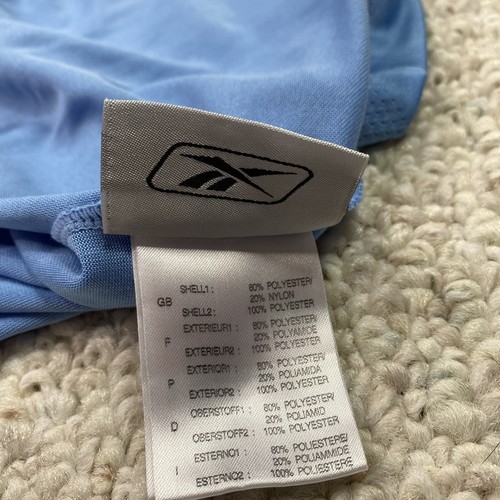 SHELL1 : 80% POLYESTER/
GB 20% NYLON
SHELL2 : 100% POLYESTER
EXTERIEUR1 : 80% POLYESTER/
F 20% POLYAMIDE
EXTERIEUR2 : 100% POLYESTER
EXTERIOR1 : 80% POLYESTER/
P 20% POLIAMIDA
EXTERIOR2 : 100% POLYESTER
OBERSTOFF1 : 80% POLYESTER/
D 20% POLIAMID
OBERSTOFF2 : 100% POLYESTER
ESTERNO1 : 80% POLIESTERE/
I 20% POLIAMMIDE
ESTERNO2 : 100% POLIESTERE